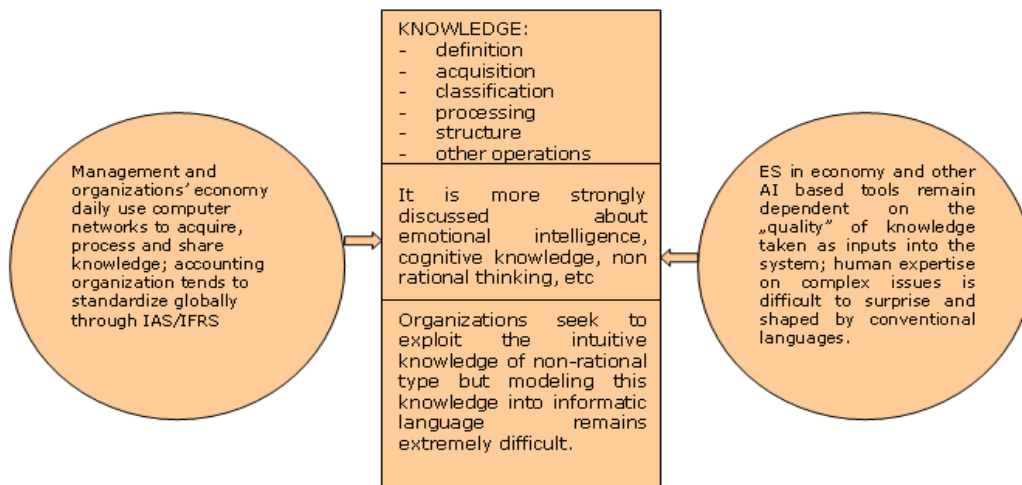 KNOWLEDGE:
- definition
- acquisition
- classification
- processing
- structure
- other operations
Management and
organizations’ economy
daily use computer
networks to acquire,
process and share
knowledge; accounting
organization tends to
standardize globally
through IAS/IFRS
It is more strongly
discussed about
emotional intelligence,
cognitive knowledge, non
rational thinking, etc
Organizations seek to
exploit the intuitive
knowledge of non-rational
type but modeling this
knowledge into informatic
language remains
extremely difficult.
ES in economy and other
AI based tools remain
dependent on the
„quality” of knowledge
taken as inputs into the
system; human expertise
on complex issues is
difficult to surprise and
shaped by conventional
languages.